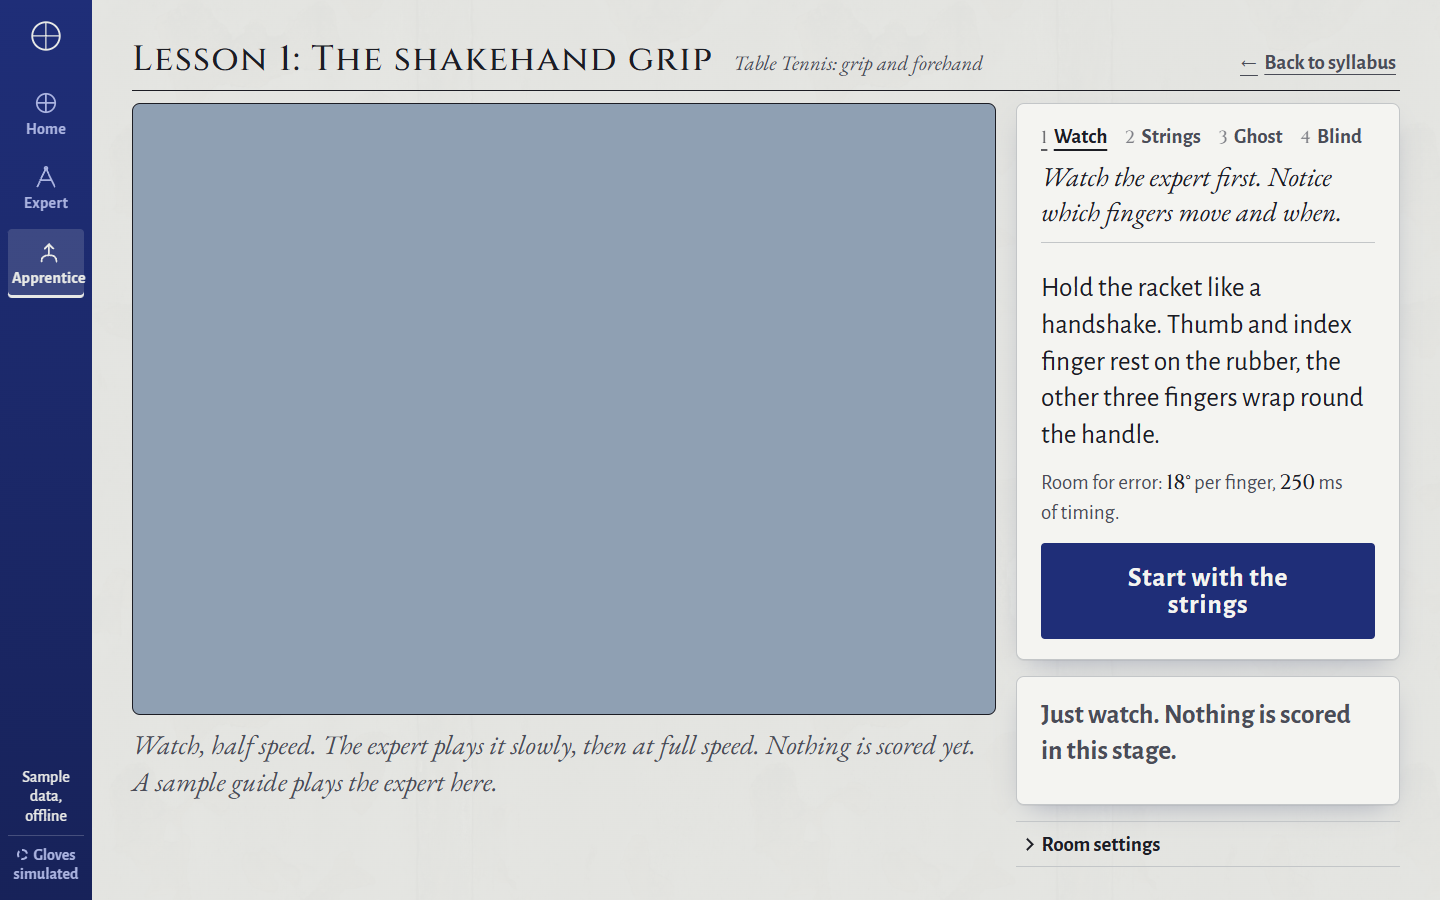 Home
Expert
Apprentice
Sample
data,
offline
Gloves
simulated
Lesson 1: The shakehand grip
Table Tennis: grip and forehand
← Back to syllabus
Watch, half speed. The expert plays it slowly, then at full speed. Nothing is scored yet.
A sample guide plays the expert here.
1 Watch 2 Strings 3 Ghost 4 Blind
Watch the expert first. Notice
which fingers move and when.
Hold the racket like a
handshake. Thumb and index
finger rest on the rubber, the
other three fingers wrap round
the handle.
Room for error: 18° per finger, 250 ms
of timing.
Start with the
strings
Just watch. Nothing is scored
in this stage.
Room settings